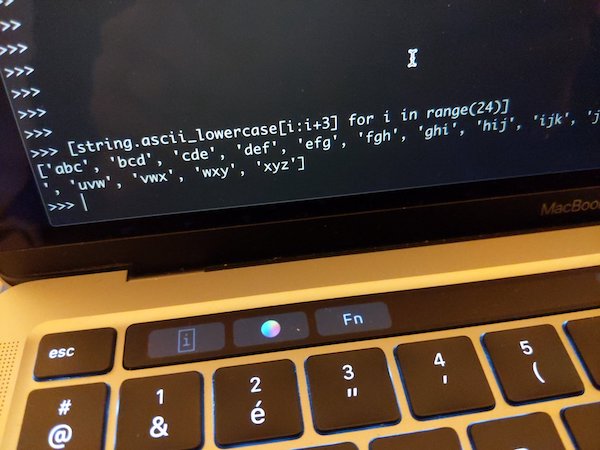 >>>
>>>
>>>
>>>
>>>
>>>
>>> [string.ascii_lowercase[i:i+3] for i in range(24)]
['abc', 'bcd', 'cde', 'def', 'efg', 'fgh', 'ghi', 'hij', 'ijk', 'j
', 'uvw', 'vwx', 'wxy', 'xyz']
>>>
MacBoo
esc
i
Fn
# 1 2 3 4 5
@ & é " ' (